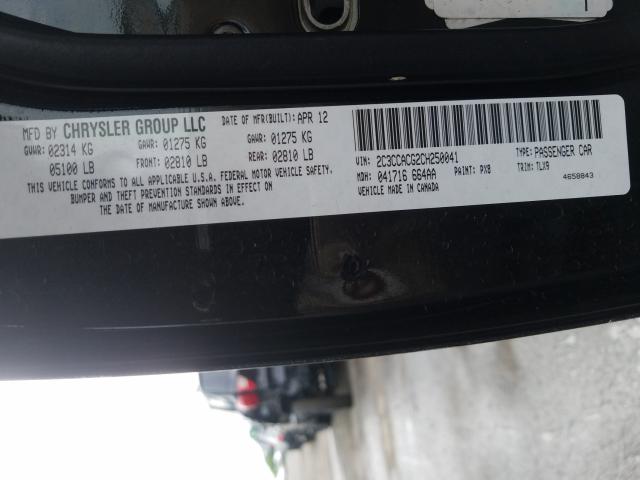 MFD BY CHRYSLER GROUP LLC
DATE OF MFR(BUILT): APR 12
GVWR: 02314 KG
05100 LB
GAWR: 01275 KG
FRONT: 02810 LB
GAWR: 01275 KG
REAR: 02810 LB
THIS VEHICLE CONFORMS TO ALL APPLICABLE U.S.A. FEDERAL MOTOR VEHICLE SAFETY,
BUMPER AND THEFT PREVENTION STANDARDS IN EFFECT ON
THE DATE OF MANUFACTURE SHOWN ABOVE.
VIN: 2C3CCACG2CH250041
TYPE: PASSENGER CAR
MDH: 041716 664AA
PAINT: PX8
TRIM: TLX9
VEHICLE MADE IN CANADA
4658843